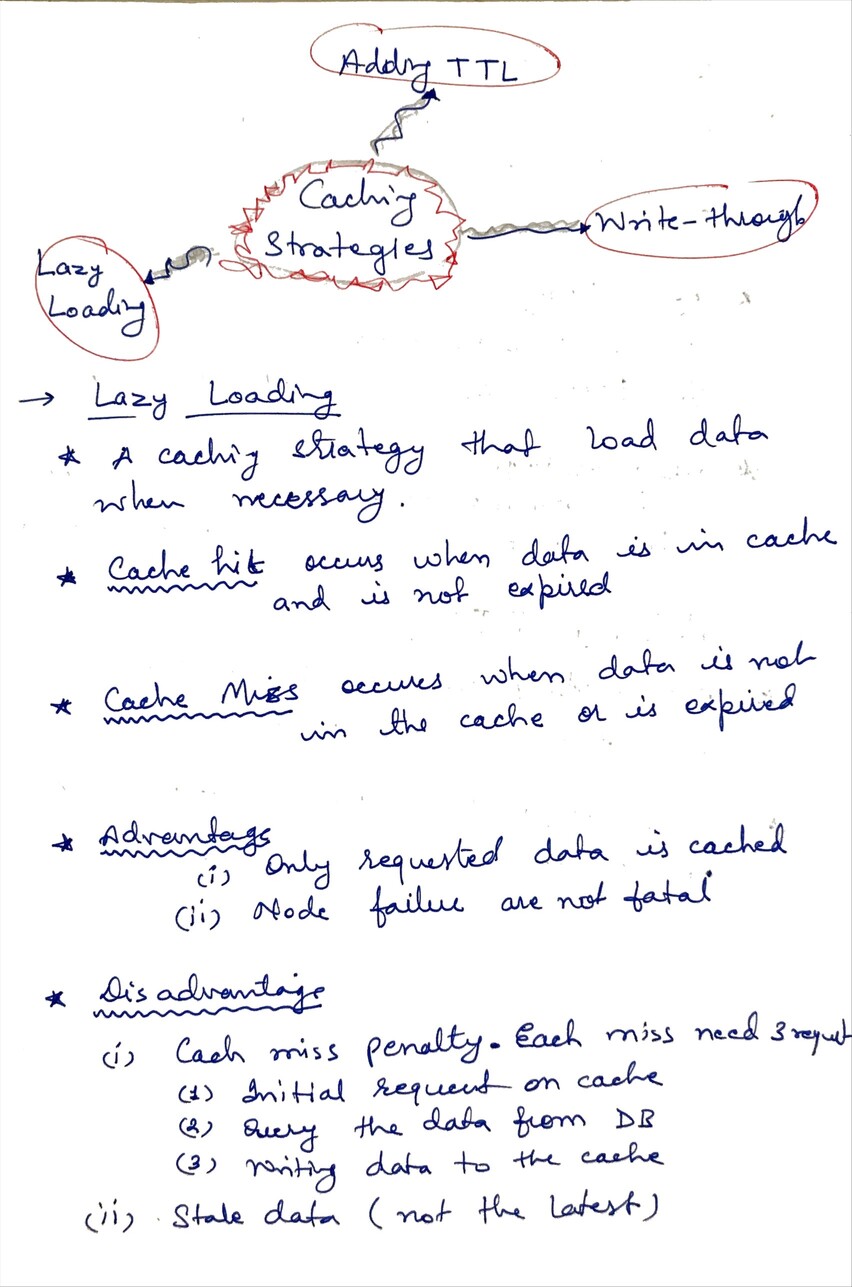 Adding TTL
Caching
Strategies
Write-through
Lazy
Loading
→ Lazy Loading
* A caching strategy that load data
when necessary.
* Cache hit occurs when data is in cache
and is not expired
* Cache Miss occures when data is not
in the cache or is expired
* Advantags
(i) Only requested data is cached
(ii) Node failure are not fatal
* Disadvantage
(i) Cach miss penalty. Each miss need 3 request
(1) Initial request on cache
(2) Query the data from DB
(3) writing data to the cache
(ii) Stale data (not the latest)